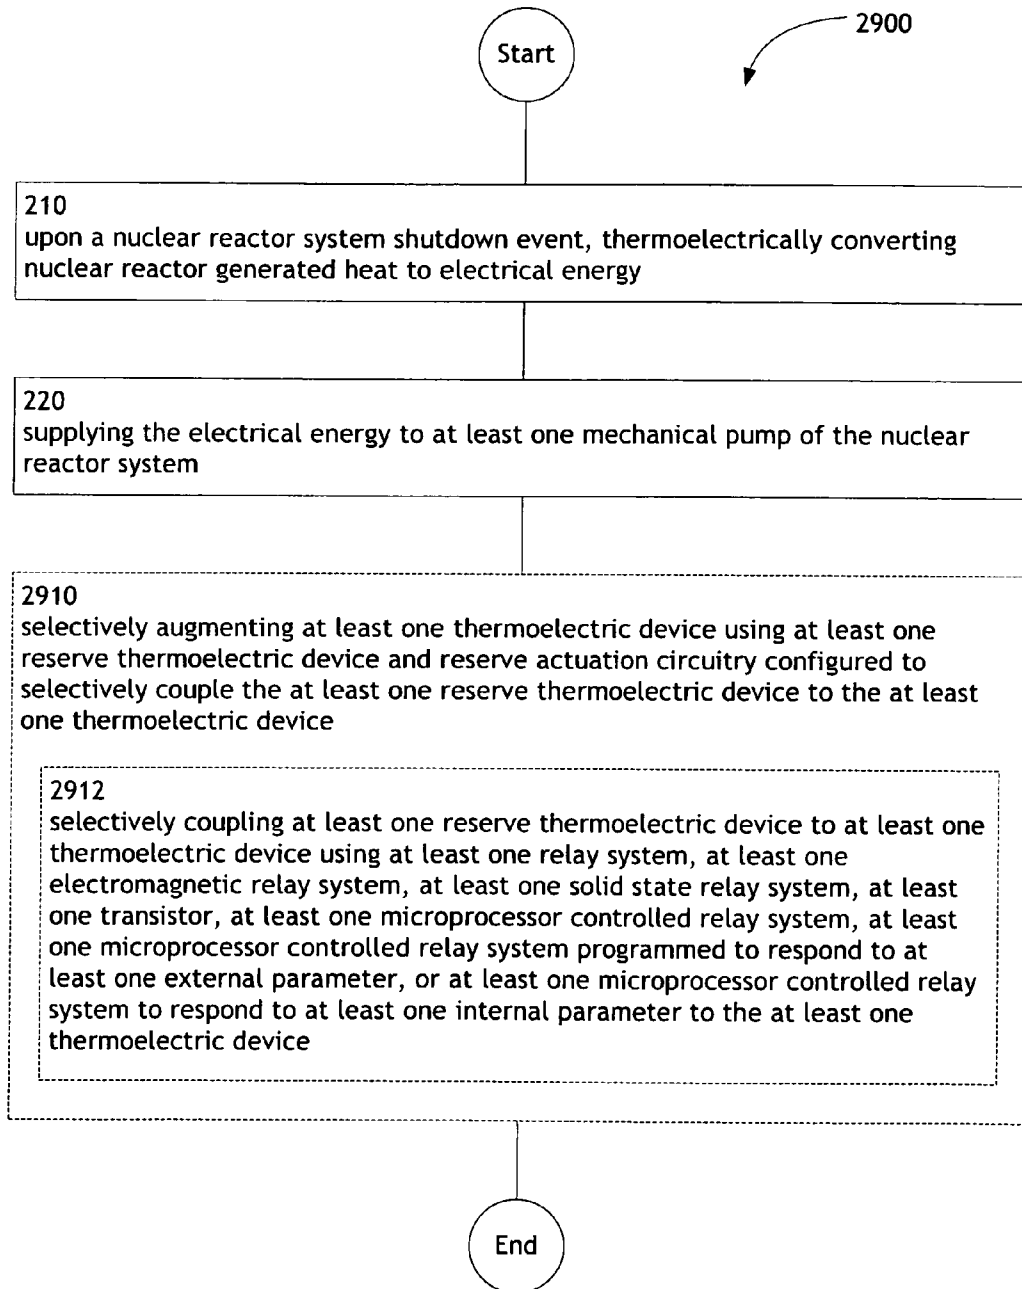 2900
Start
210
upon a nuclear reactor system shutdown event, thermoelectrically converting
nuclear reactor generated heat to electrical energy
220
supplying the electrical energy to at least one mechanical pump of the nuclear
reactor system
2910
selectively augmenting at least one thermoelectric device using at least one
reserve thermoelectric device and reserve actuation circuitry configured to
selectively couple the at least one reserve thermoelectric device to the at least
one thermoelectric device
2912
selectively coupling at least one reserve thermoelectric device to at least one
thermoelectric device using at least one relay system, at least one
electromagnetic relay system, at least one solid state relay system, at least
one transistor, at least one microprocessor controlled relay system, at least
one microprocessor controlled relay system programmed to respond to at
least one external parameter, or at least one microprocessor controlled relay
system to respond to at least one internal parameter to the at least one
thermoelectric device
End